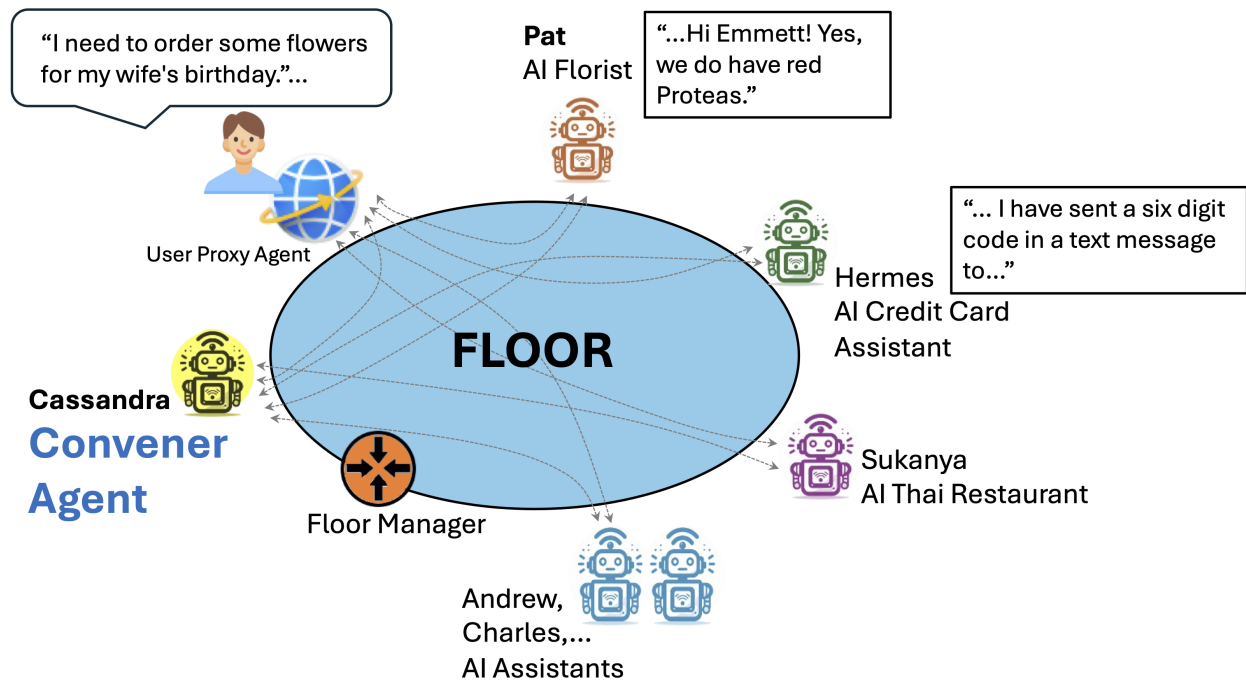 “I need to order some flowers
for my wife's birthday.”...
Pat
AI Florist
“...Hi Emmett! Yes,
we do have red
Proteas.”
User Proxy Agent
“... I have sent a six digit
code in a text message
to...”
Hermes
AI Credit Card
Assistant
FLOOR
Cassandra
Convener
Agent
Floor Manager
Sukanya
AI Thai Restaurant
Andrew,
Charles,...
AI Assistants